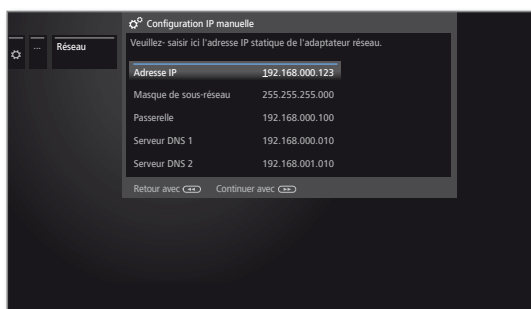 Configuration IP manuelle
... Réseau
Veuillez- saisir ici l'adresse IP statique de l'adaptateur réseau.
Adresse IP 192.168.000.123
Masque de sous-réseau 255.255.255.000
Passerelle 192.168.000.100
Serveur DNS 1 192.168.000.010
Serveur DNS 2 192.168.001.010
Retour avec Continuer avec